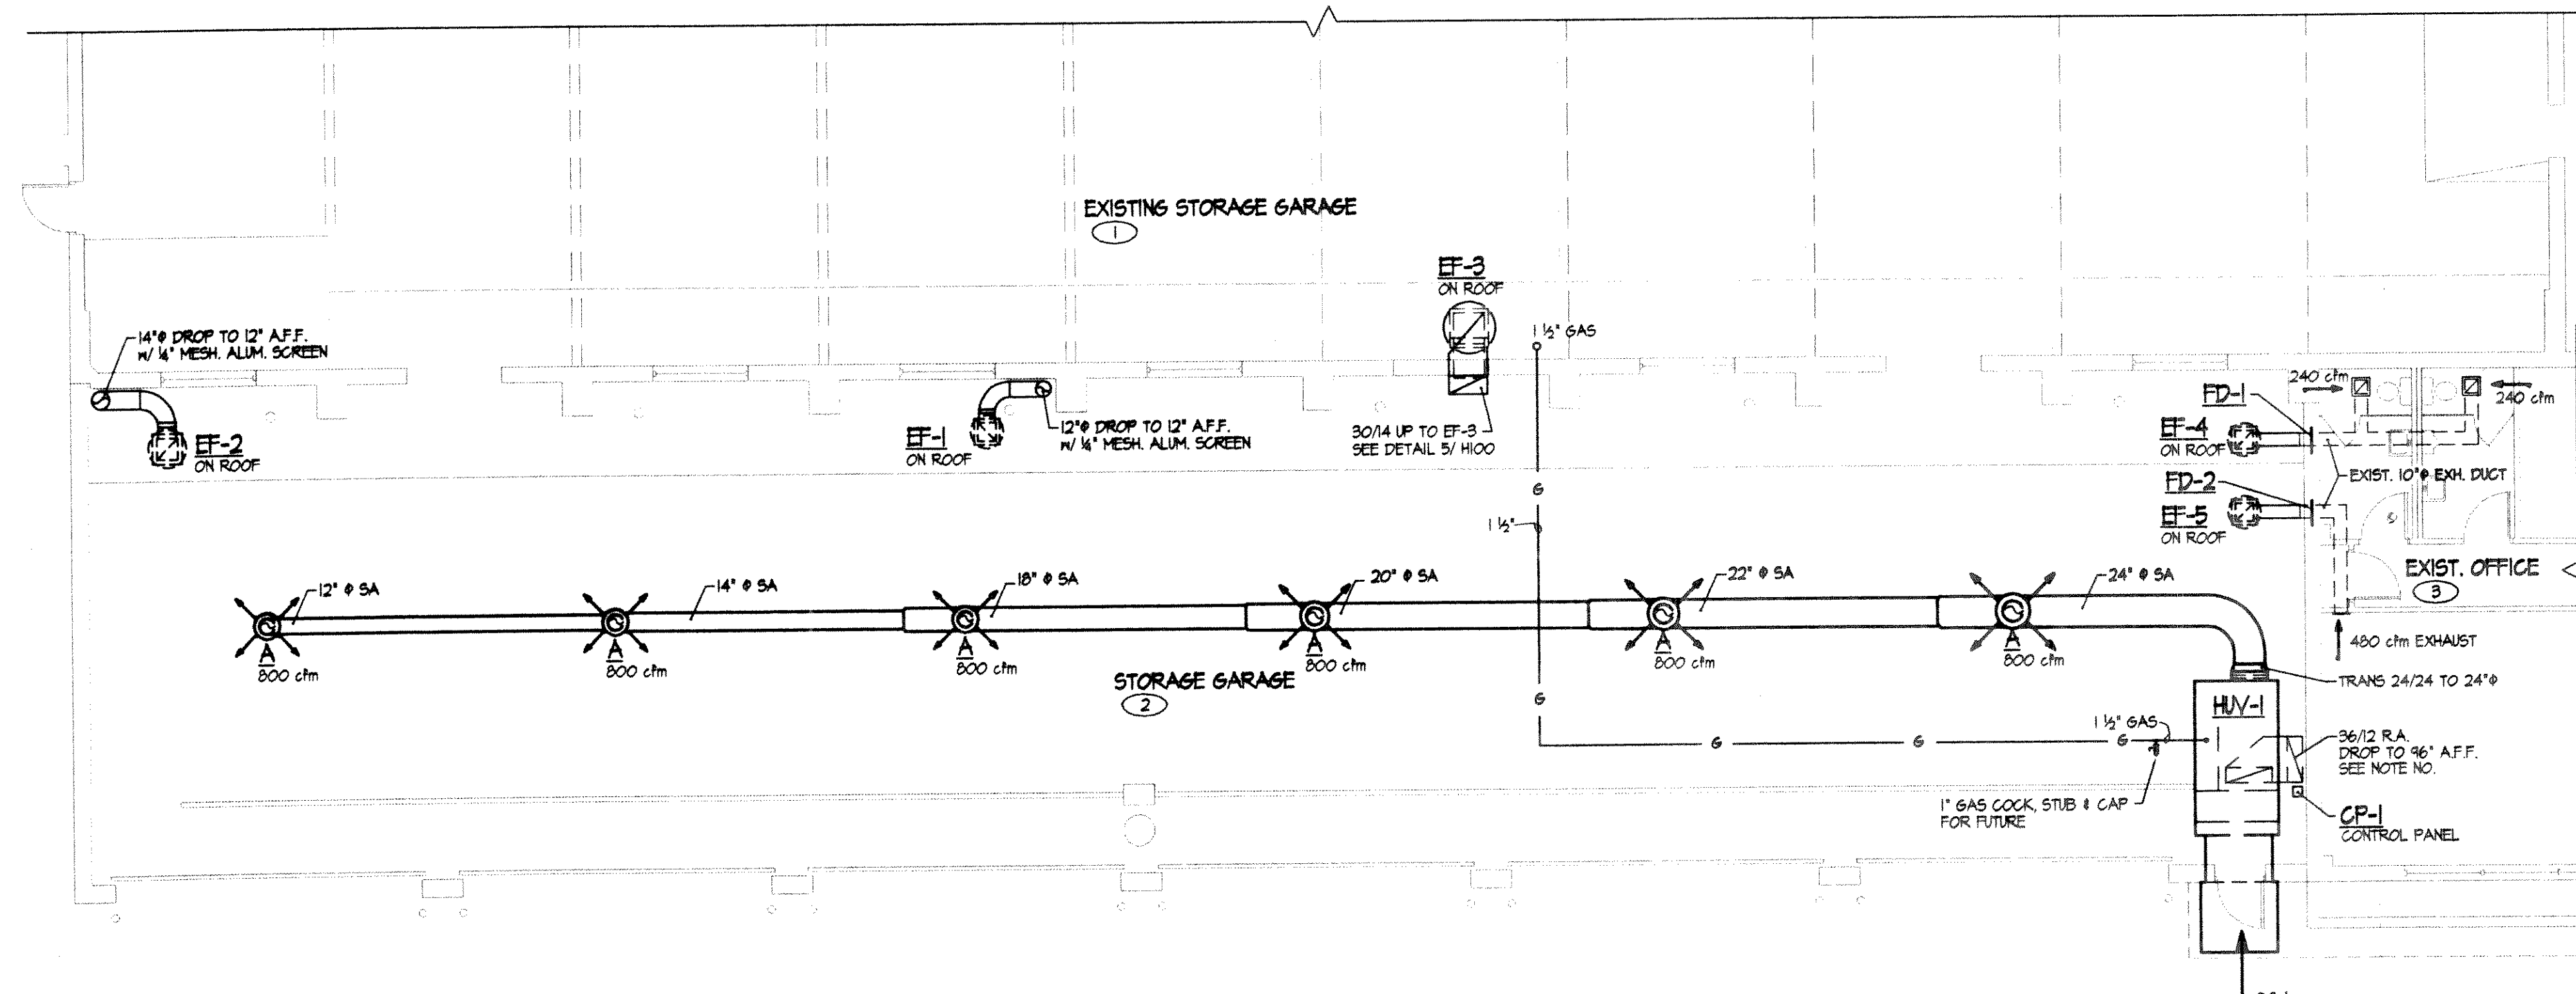 EXISTING STORAGE GARAGE
1
EF-3
ON ROOF
1 ½" GAS
14"Φ DROP TO 12" A.F.F.
W/ ¼" MESH. ALUM. SCREEN
EF-2
ON ROOF
EF-1
ON ROOF
12"Φ DROP TO 12" A.F.F.
W/ ¼" MESH. ALUM. SCREEN
30/14 UP TO EF-3
SEE DETAIL 5/ H100
240 cfm
240 cfm
FD-1
EF-4
ON ROOF
EXIST. 10"Φ EXH. DUCT
FD-2
EF-5
ON ROOF
G
1 ½"
EXIST. OFFICE
3
12" Φ SA
14" Φ SA
18" Φ SA
20" Φ SA
22" Φ SA
24" Φ SA
A
800 cfm
A
800 cfm
A
800 cfm
A
800 cfm
A
800 cfm
A
800 cfm
480 cfm EXHAUST
STORAGE GARAGE
2
TRANS 24/24 TO 24"Φ
G
HUV-1
1 ½" GAS
G
G
G
36/12 R.A.
DROP TO 96" A.F.F.
SEE NOTE NO.
1" GAS COCK, STUB & CAP
FOR FUTURE
CP-1
CONTROL PANEL